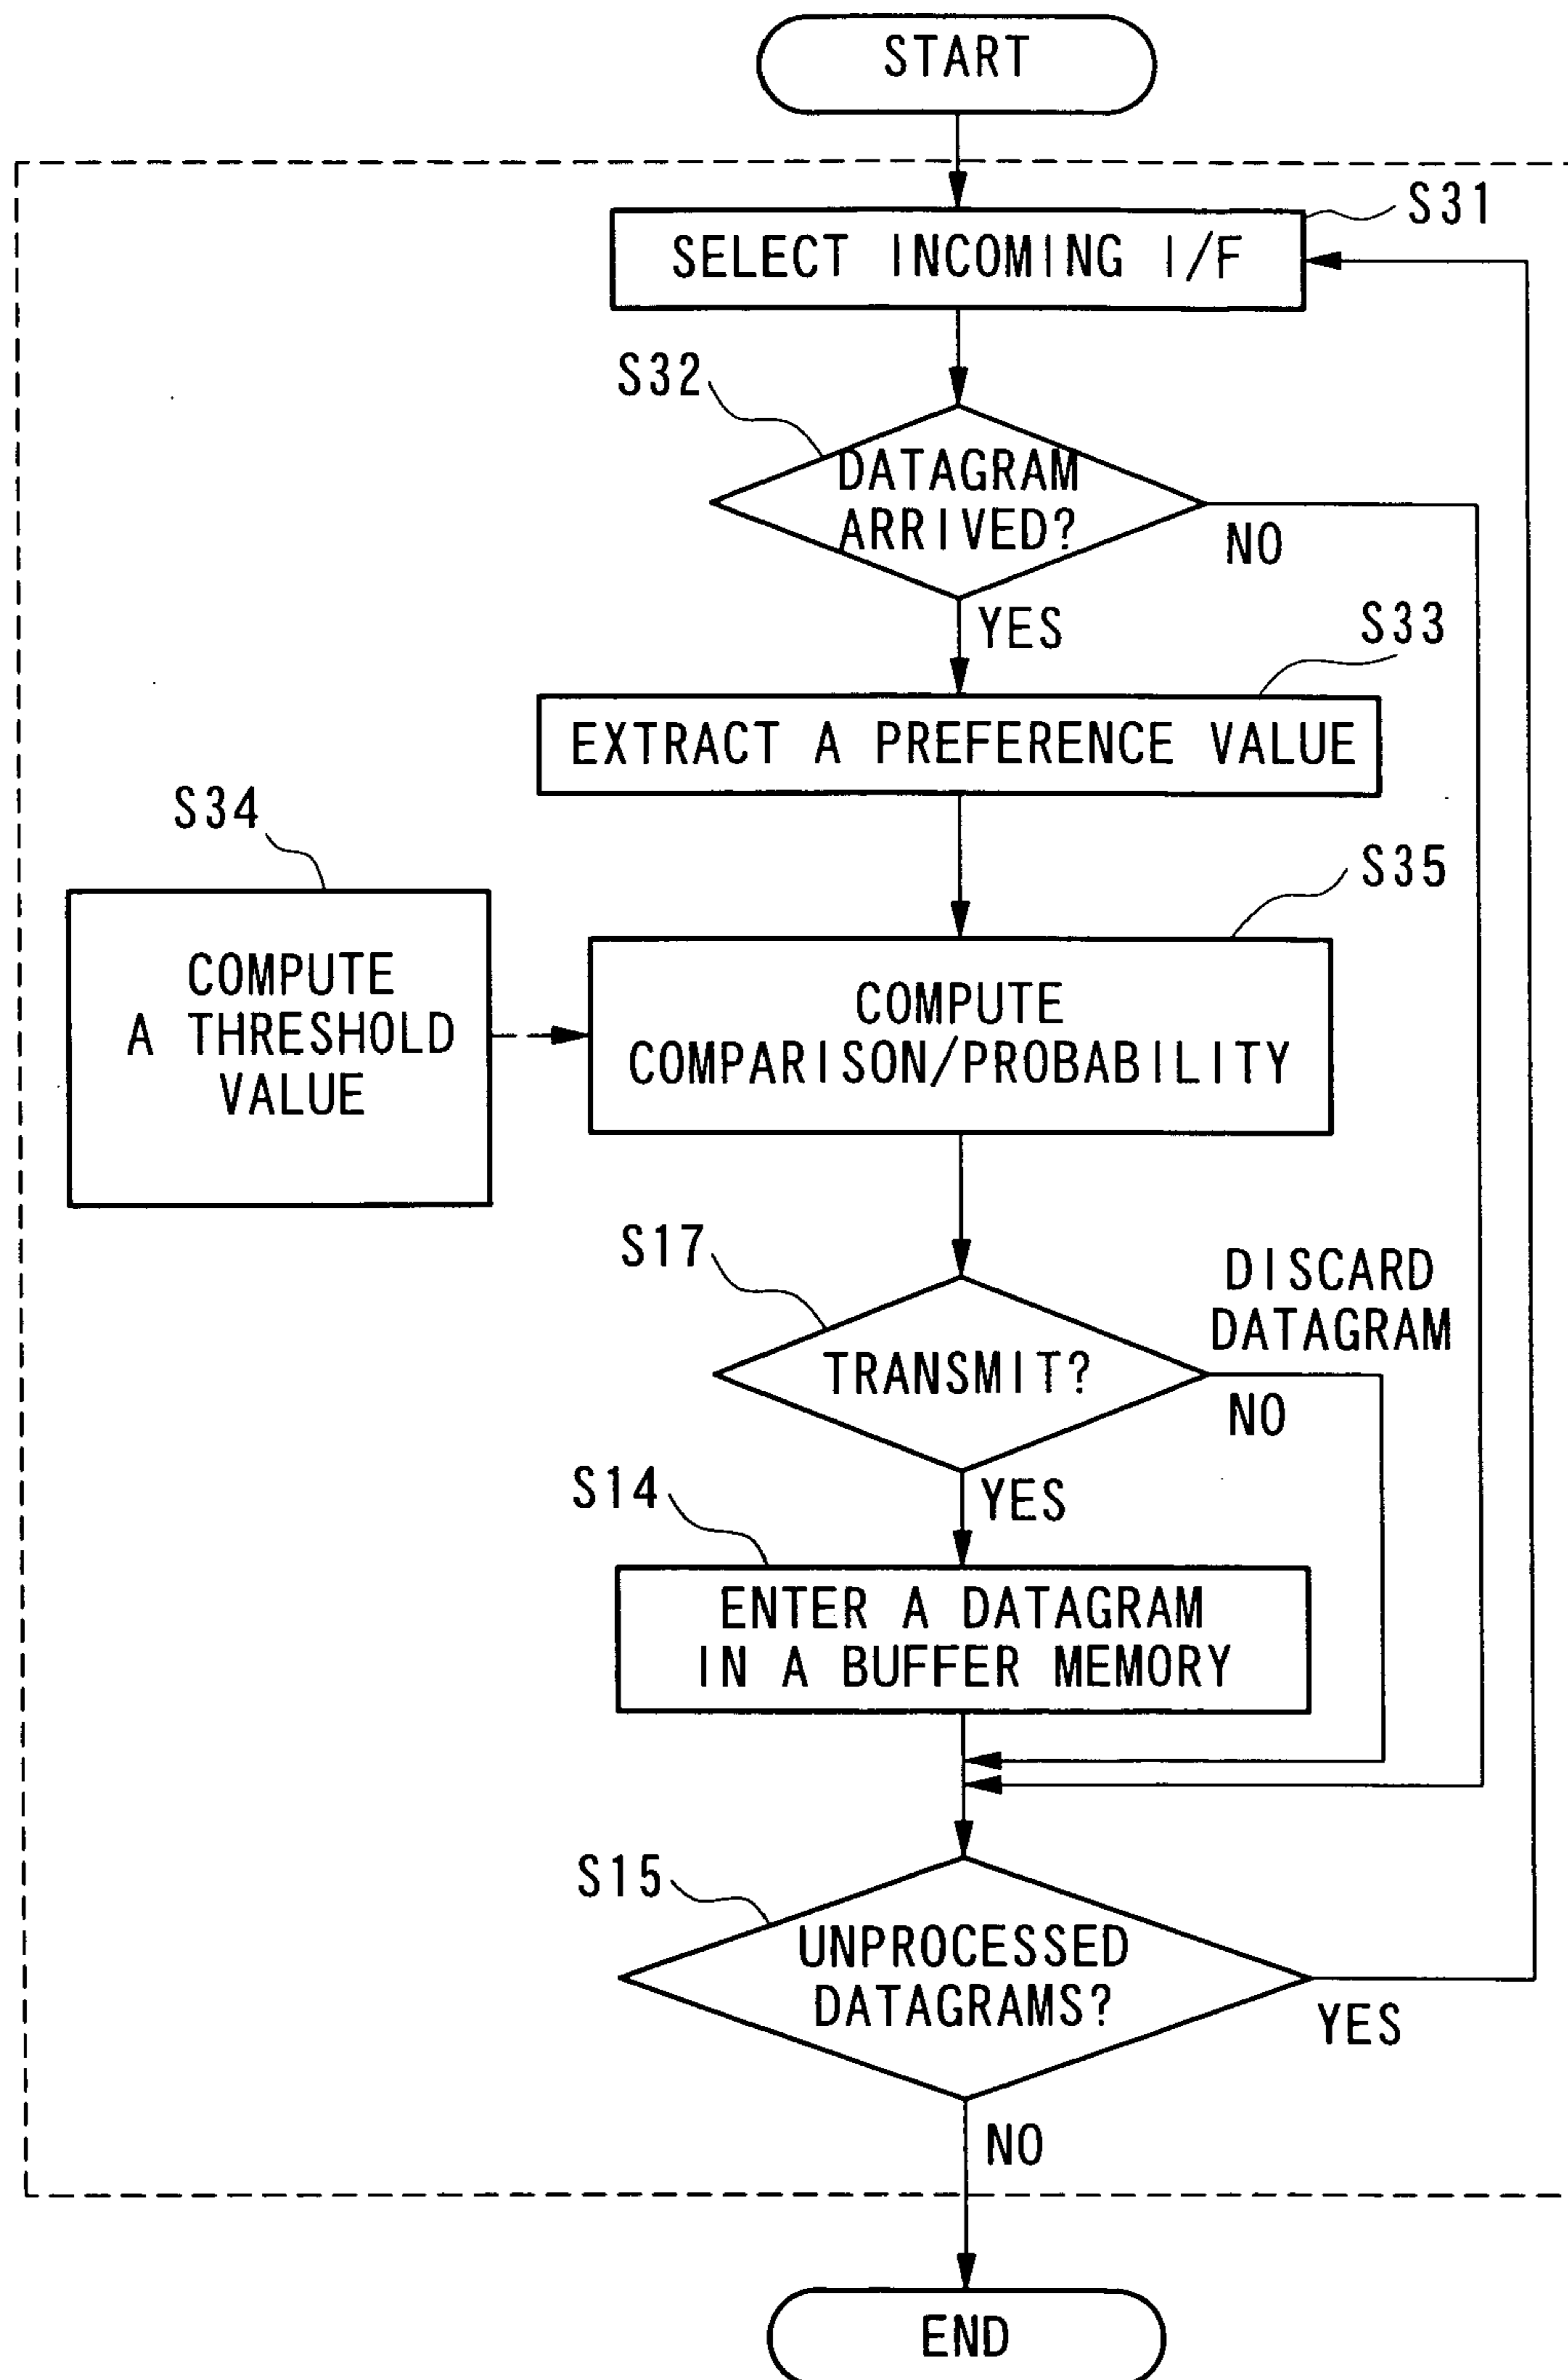 START
S31
SELECT INCOMING I/F
S32
DATAGRAM
ARRIVED?
NO
YES
S33
EXTRACT A PREFERENCE VALUE
S34
COMPUTE
A THRESHOLD
VALUE
S35
COMPUTE
COMPARISON/PROBABILITY
S17
DISCARD
DATAGRAM
TRANSMIT?
NO
YES
S14
ENTER A DATAGRAM
IN A BUFFER MEMORY
S15
UNPROCESSED
DATAGRAMS?
YES
NO
END